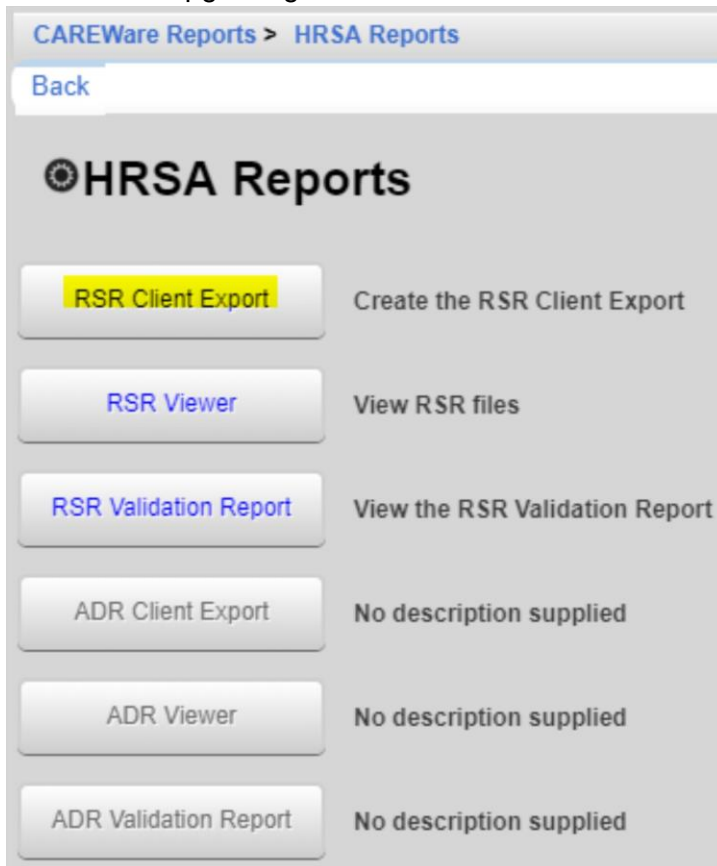 CAREWare Reports > HRSA Reports
Back
HRSA Reports
RSR Client Export Create the RSR Client Export
RSR Viewer View RSR files
RSR Validation Report View the RSR Validation Report
ADR Client Export No description supplied
ADR Viewer No description supplied
ADR Validation Report No description supplied